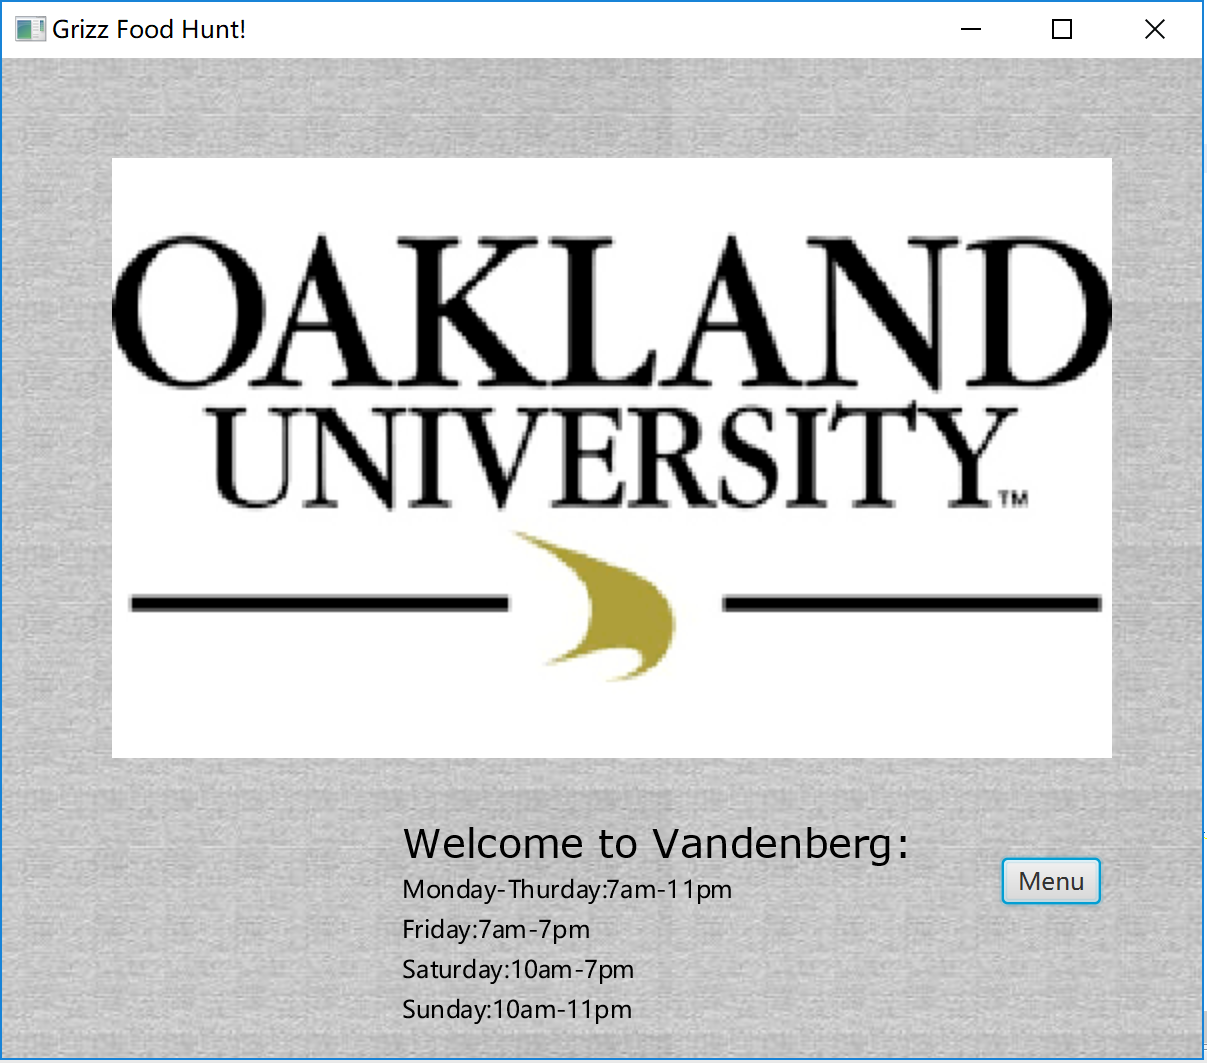 Grizz Food Hunt!
OAKLAND
UNIVERSITY™
Welcome to Vandenberg:
Monday-Thurday:7am-11pm
Menu
Friday:7am-7pm
Saturday:10am-7pm
Sunday:10am-11pm